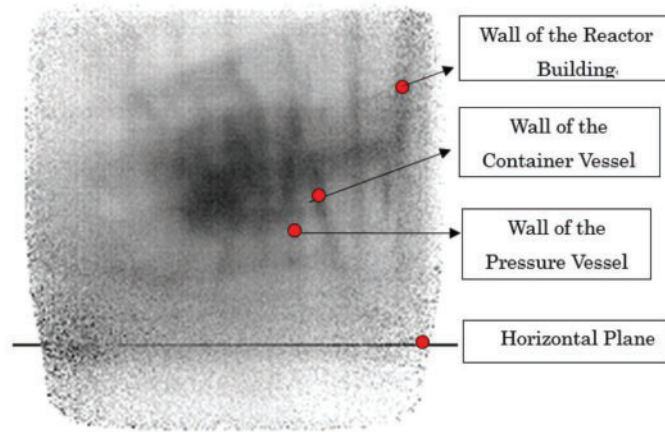 Wall of the Reactor
Building
Wall of the
Container Vessel
Wall of the
Pressure Vessel
Horizontal Plane